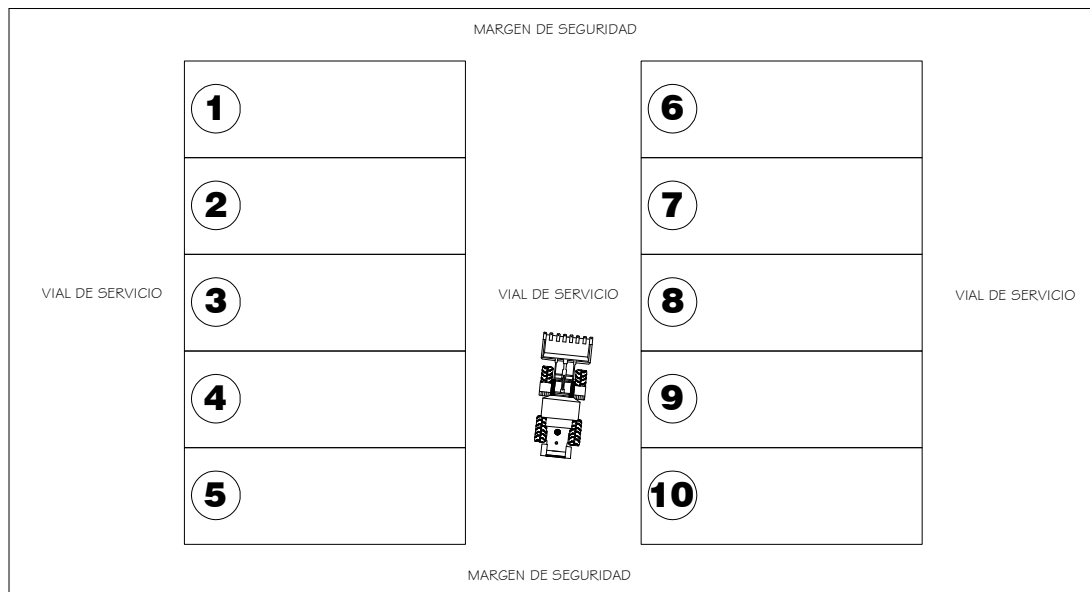 MARGEN DE SEGURIDAD
1
6
2
7
VIAL DE SERVICIO
3
VIAL DE SERVICIO
8
VIAL DE SERVICIO
4
9
5
10
MARGEN DE SEGURIDAD